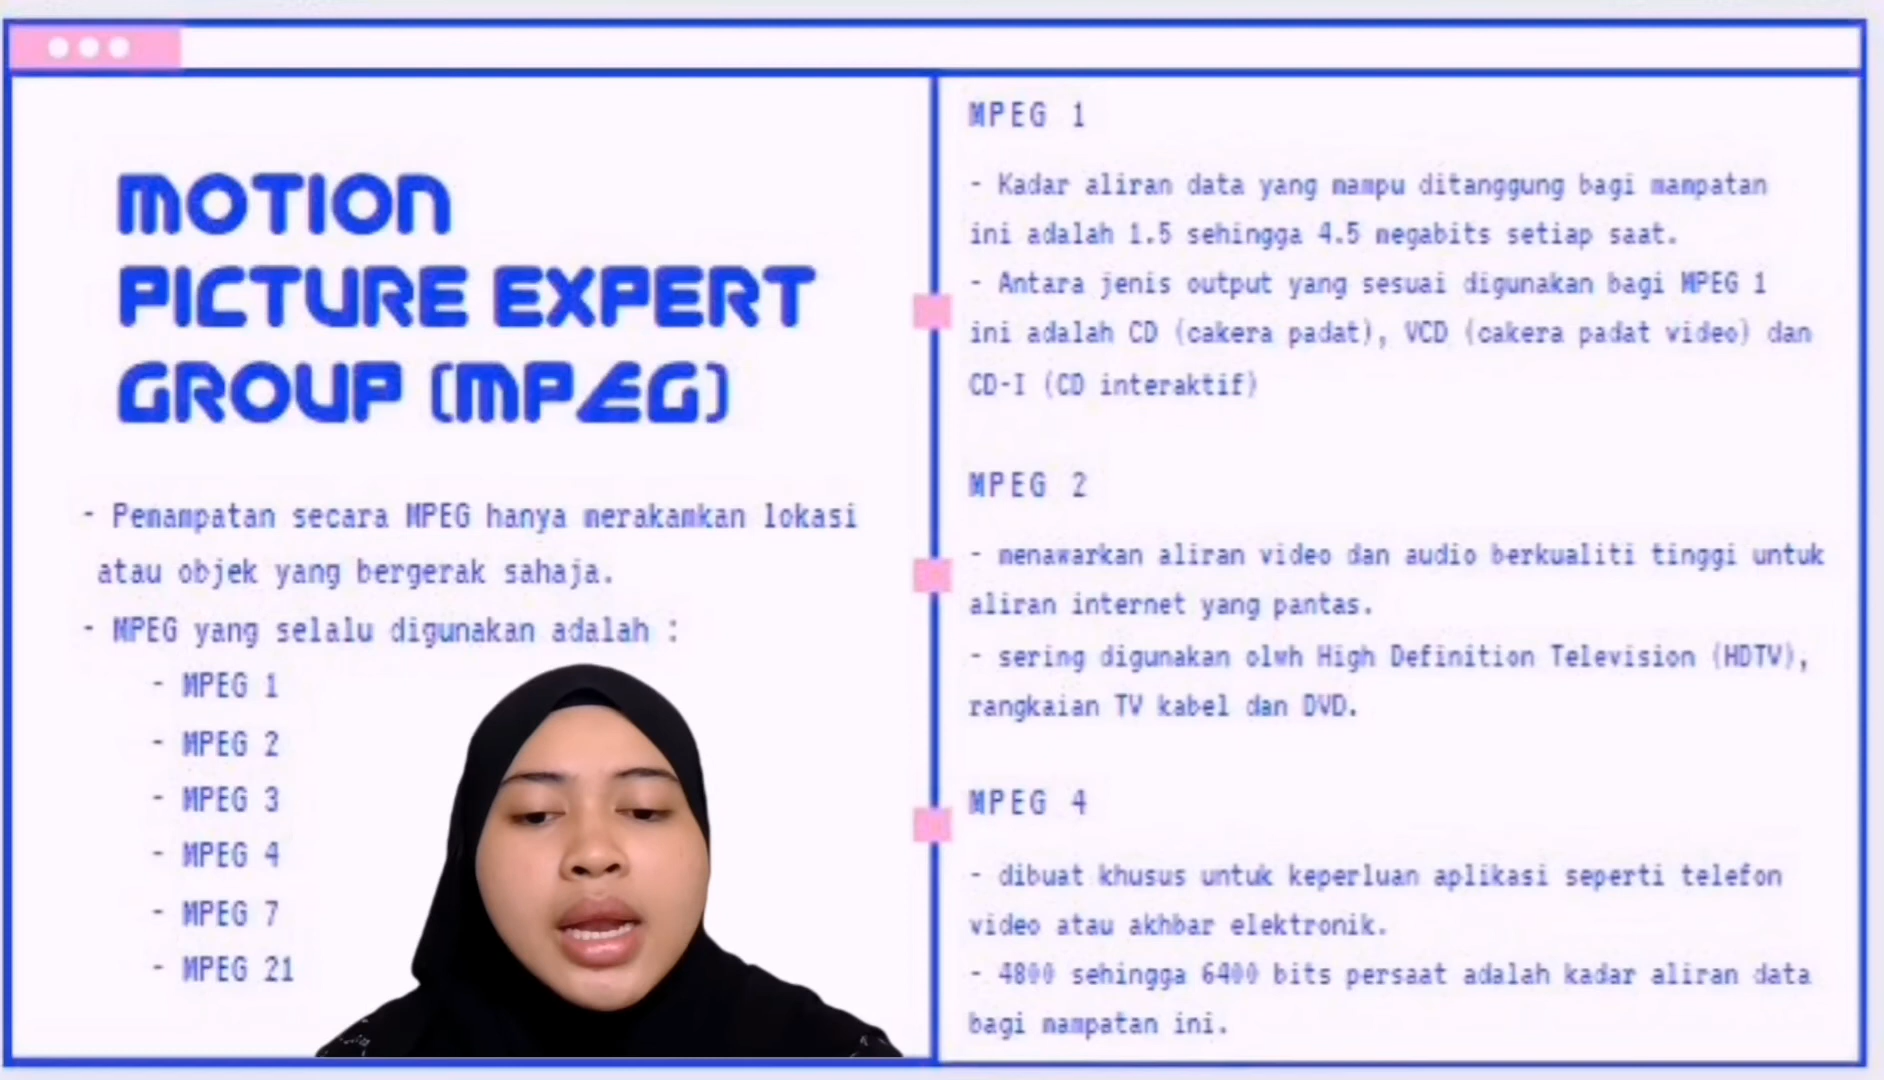 MOTION
PICTURE EXPERT
GROUP (MPEG)
- Pemampatan secara MPEG hanya merakamkan lokasi
atau objek yang bergerak sahaja.
- MPEG yang selalu digunakan adalah :
- MPEG 1
- MPEG 2
- MPEG 3
- MPEG 4
- MPEG 7
- MPEG 21
MPEG 1
- Kadar aliran data yang mampu ditanggung bagi mampatan
ini adalah 1.5 sehingga 4.5 megabits setiap saat.
- Antara jenis output yang sesuai digunakan bagi MPEG 1
ini adalah CD (cakera padat), VCD (cakera padat video) dan
CD-I (CD interaktif)
MPEG 2
- menawarkan aliran video dan audio berkualiti tinggi untuk
aliran internet yang pantas.
- sering digunakan olwh High Definition Television (HDTV),
rangkaian TV kabel dan DVD.
MPEG 4
- dibuat khusus untuk keperluan aplikasi seperti telefon
video atau akhbar elektronik.
- 4800 sehingga 6400 bits persaat adalah kadar aliran data
bagi mampatan ini.